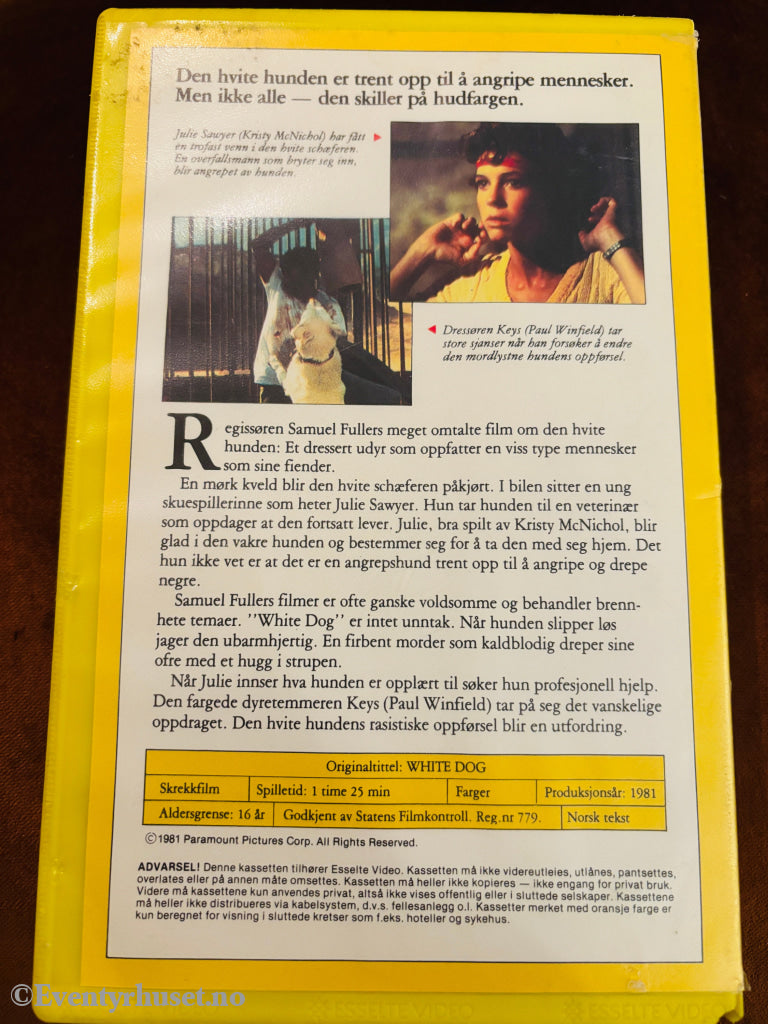 Den hvite hunden er trent opp til å angripe mennesker.
Men ikke alle — den skiller på hudfargen.
Julie Sawyer (Kristy McNichol) har fått
en trofast venn i den hvite schæferen.
En overfallsmann som bryter seg inn,
blir angrepet av hunden.
Dressøren Keys (Paul Winfield) tar
store sjanser når han forsøker å endre
den mordlystne hundens oppførsel.
Regissøren Samuel Fullers meget omtalte film om den hvite
hunden: Et dressert udyr som oppfatter en viss type mennesker
som sine fiender.
En mørk kveld blir den hvite schæferen påkjørt. I bilen sitter en ung
skuespillerinne som heter Julie Sawyer. Hun tar hunden til en veterinær
som oppdager at den fortsatt lever. Julie, bra spilt av Kristy McNichol, blir
glad i den vakre hunden og bestemmer seg for å ta den med seg hjem. Det
hun ikke vet er at det er en angrepshund trent opp til å angripe og drepe
negre.
Samuel Fullers filmer er ofte ganske voldsomme og behandler brenn-
hete temaer. ''White Dog'' er intet unntak. Når hunden slipper løs
jager den ubarmhjertig. En firbent morder som kaldblodig dreper sine
ofre med et hugg i strupen.
Når Julie innser hva hunden er opplært til søker hun profesjonell hjelp.
Den fargede dyretemmeren Keys (Paul Winfield) tar på seg det vanskelige
oppdraget. Den hvite hundens rasistiske oppførsel blir en utfordring.
Originaltittel: WHITE DOG
Skrekkfilm Spilletid: 1 time 25 min Farger Produksjonsår: 1981
Aldersgrense: 16 år Godkjent av Statens Filmkontroll. Reg.nr 779. Norsk tekst
©1981 Paramount Pictures Corp. All Rights Reserved.
ADVARSEL! Denne kassetten tilhører Esselte Video. Kassetten må ikke videreutleies, utlånes, pantsettes,
overlates eller på annen måte omsettes. Kassetten må heller ikke kopieres — ikke engang for privat bruk.
Videre må kassettene kun anvendes privat, altså ikke vises offentlig eller i sluttede selskaper. Kassettene
må heller ikke distribueres via kabelsystem, d.v.s. fellesanlegg o.l. Kassetter merket med oransje farge er
kun beregnet for visning i sluttede kretser som f.eks. hoteller og sykehus.
©Eventyrhuset.no
ESSELTE VIDEO ESSELTE VIDEO